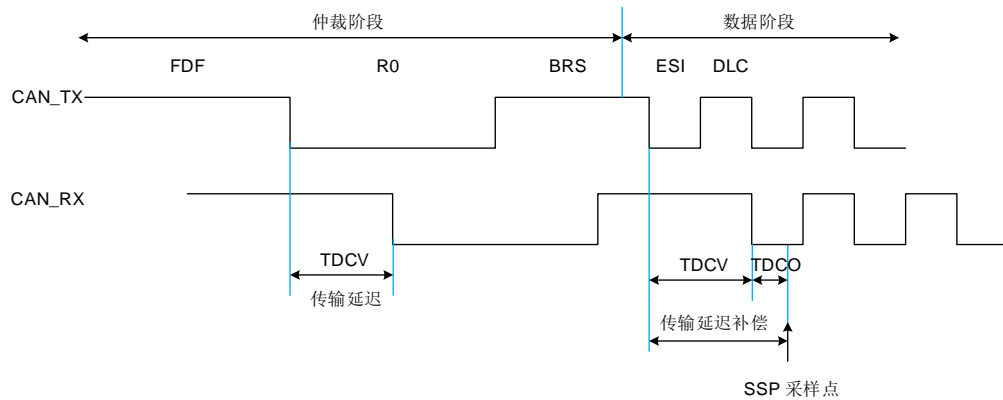 仲裁阶段 数据阶段
FDF R0 BRS ESI DLC
CAN_TX
CAN_RX
TDCV TDCV TDCO
传输延迟 传输延迟补偿
SSP 采样点